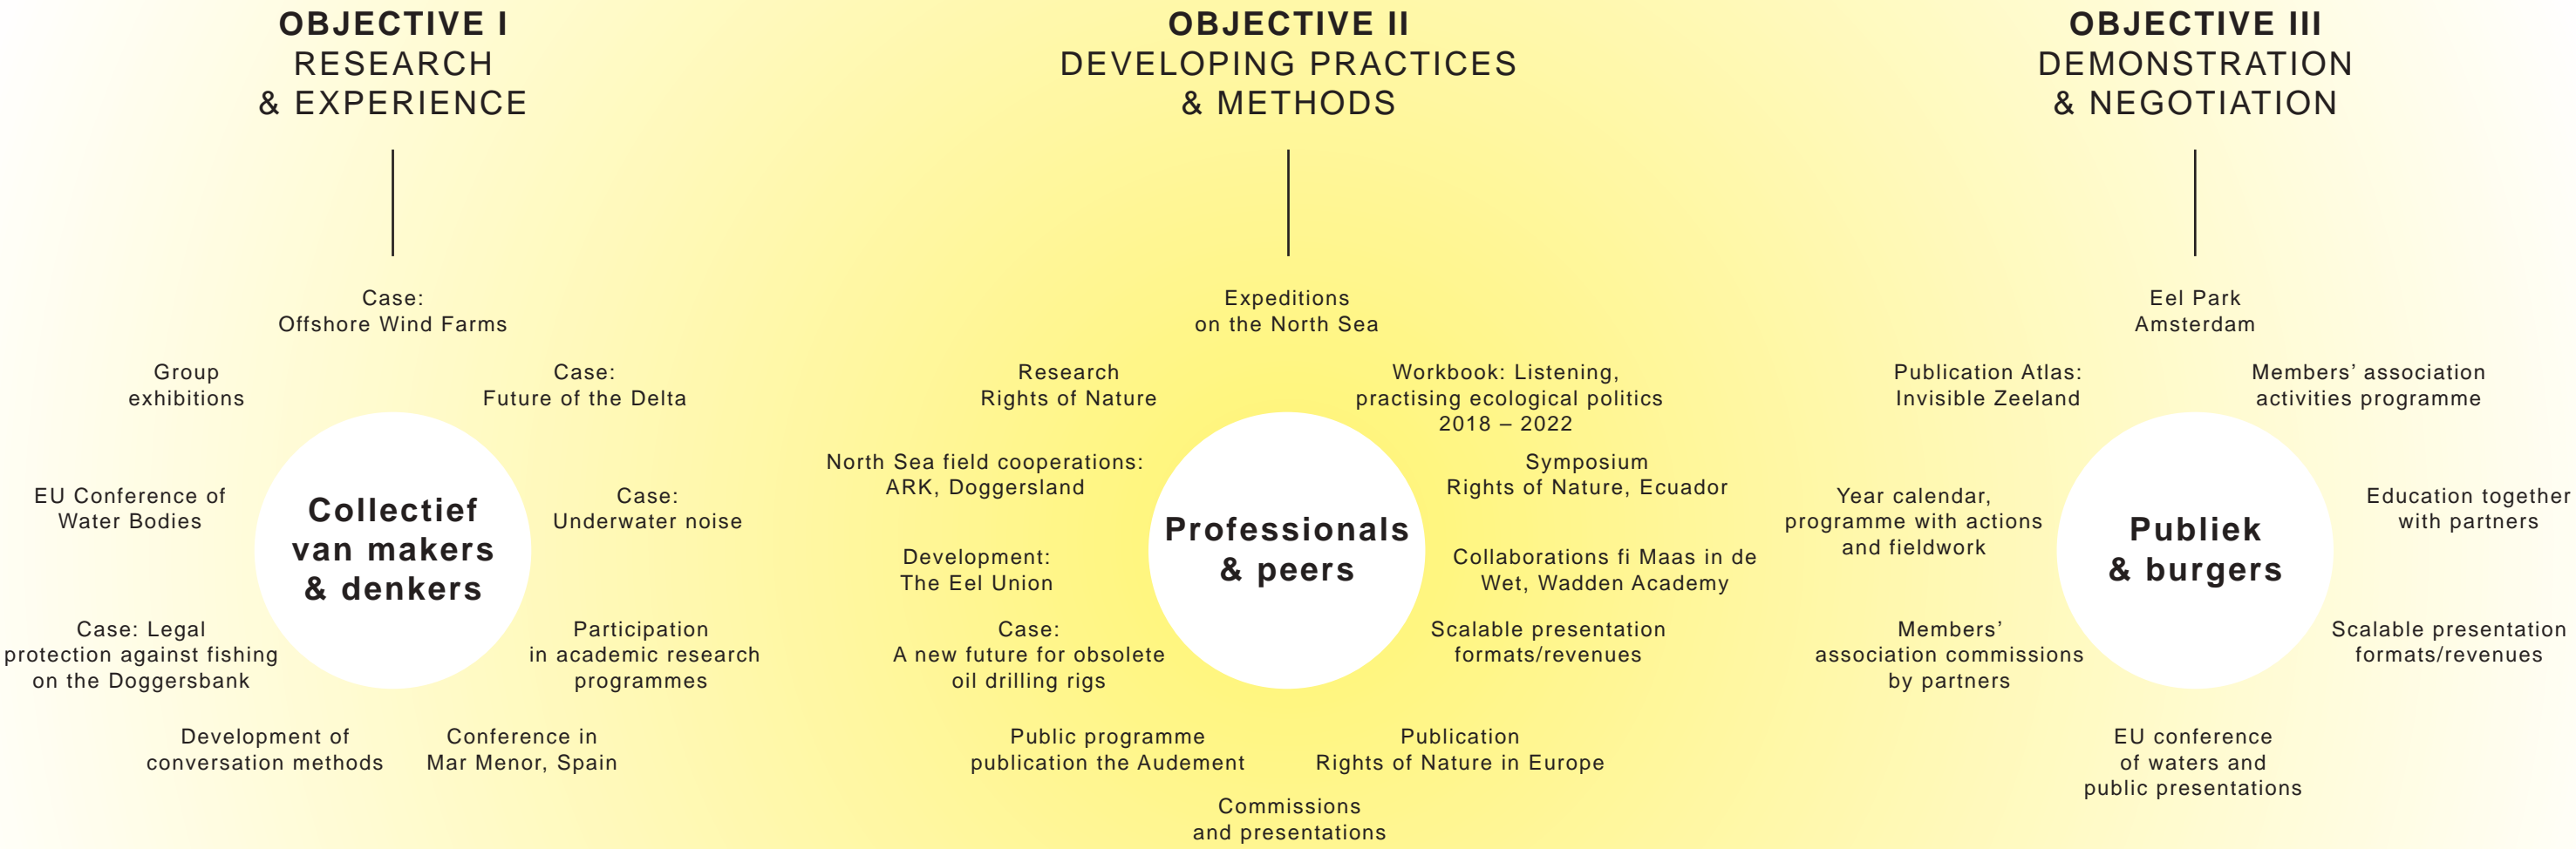 OBJECTIVE I
RESEARCH
& EXPERIENCE
Case:
Offshore Wind Farms
Group
exhibitions
Case:
Future of the Delta
EU Conference of
Water Bodies
Collectief
van makers
& denkers
Case:
Underwater noise
Case: Legal
protection against fishing
on the Doggersbank
Participation
in academic research
programmes
Development of
conversation methods
Conference in
Mar Menor, Spain
OBJECTIVE II
DEVELOPING PRACTICES
& METHODS
Expeditions
on the North Sea
Research
Rights of Nature
Workbook: Listening,
practising ecological politics
2018 – 2022
North Sea field cooperations:
ARK, Doggersland
Symposium
Rights of Nature, Ecuador
Professionals
& peers
Development:
The Eel Union
Collaborations fi Maas in de
Wet, Wadden Academy
Case:
A new future for obsolete
oil drilling rigs
Scalable presentation
formats/revenues
Public programme
publication the Audement
Publication
Rights of Nature in Europe
Commissions
and presentations
OBJECTIVE III
DEMONSTRATION
& NEGOTIATION
Eel Park
Amsterdam
Publication Atlas:
Invisible Zeeland
Members’ association
activities programme
Year calendar,
programme with actions
and fieldwork
Publiek
& burgers
Education together
with partners
Members’
association commissions
by partners
Scalable presentation
formats/revenues
EU conference
of waters and
public presentations